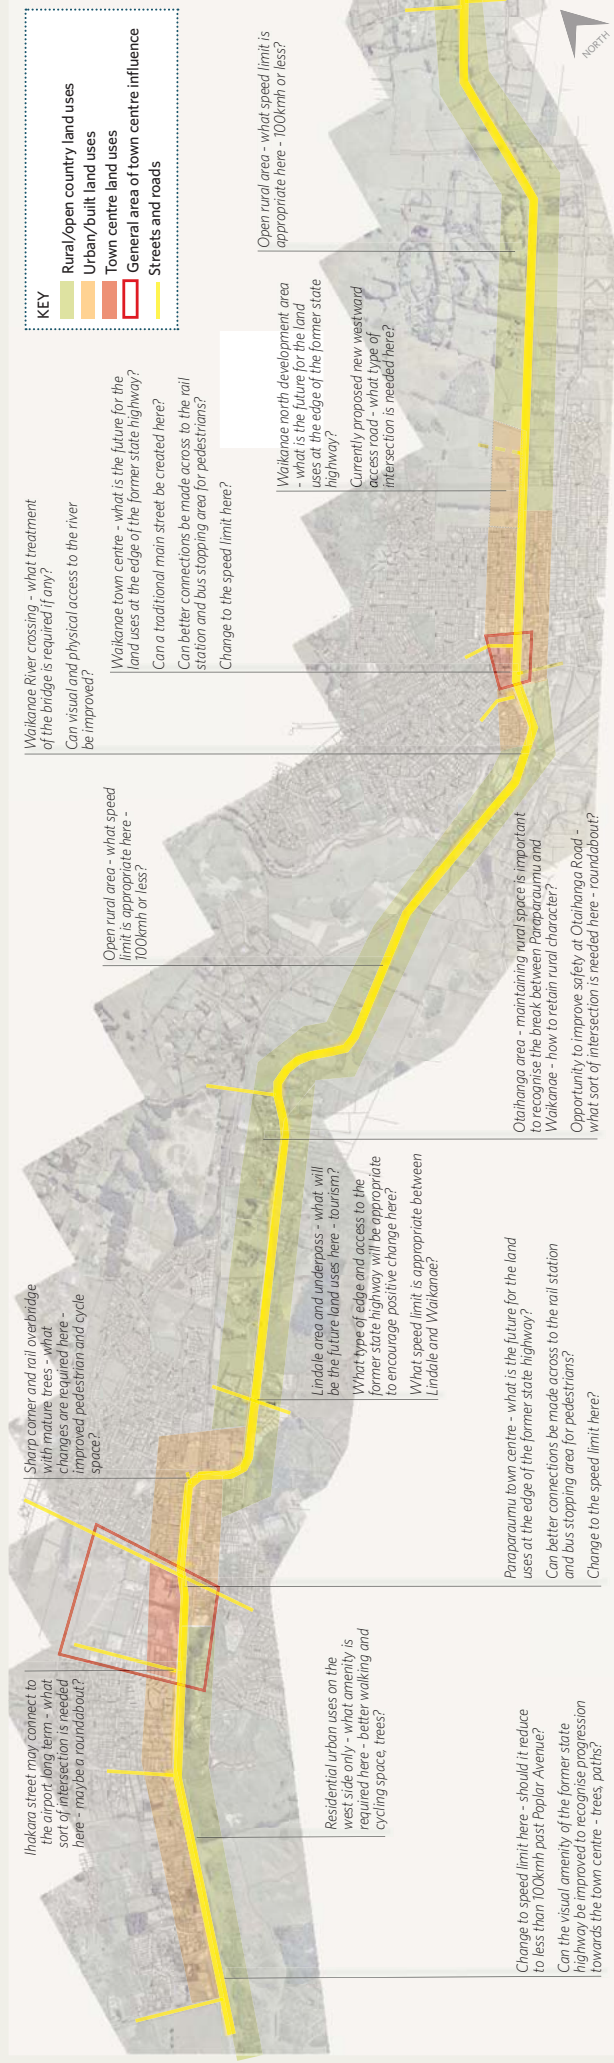 KEY
Rural/open country land uses
Urban/built land uses
Town centre land uses
General area of town centre influence
Streets and roads
NORTH
Ihakara street may connect to
the airport long term - what
sort of intersection is needed
here - maybe a roundabout?
Sharp corner and rail overbridge
with mature trees - what
changes are required here -
improved pedestrian and cycle
space?
Open rural area - what speed
limit is appropriate here -
100kmh or less?
Waikanae River crossing - what treatment
of the bridge is required if any?
Can visual and physical access to the river
be improved?
Waikanae town centre - what is the future for the
land uses at the edge of the former state highway?
Can a traditional main street be created here?
Can better connections be made across to the rail
station and bus stopping area for pedestrians?
Change to the speed limit here?
Waikanae north development area
- what is the future for the land
uses at the edge of the former state
highway?
Currently proposed new westward
access road - what type of
intersection is needed here?
Open rural area - what speed limit is
appropriate here - 100kmh or less?
Change to speed limit here - should it reduce
to less than 100kmh past Poplar Avenue?
Can the visual amenity of the former state
highway be improved to recognise progression
towards the town centre - trees, paths?
Residential urban uses on the
west side only - what amenity is
required here - better walking and
cycling space, trees?
Paraparaumu town centre - what is the future for the land
uses at the edge of the former state highway?
Can better connections be made across to the rail station
and bus stopping area for pedestrians?
Change to the speed limit here?
Lindale area and underpass - what will
be the future land uses here - tourism?
What type of edge and access to the
former state highway will be appropriate
to encourage positive change here?
What speed limit is appropriate between
Lindale and Waikanae?
Otaihanga area - maintaining rural space is important
to recognise the break between Paraparaumu and
Waikanae - how to retain rural character?
Opportunity to improve safety at Otaihanga Road -
what sort of intersection is needed here - roundabout?